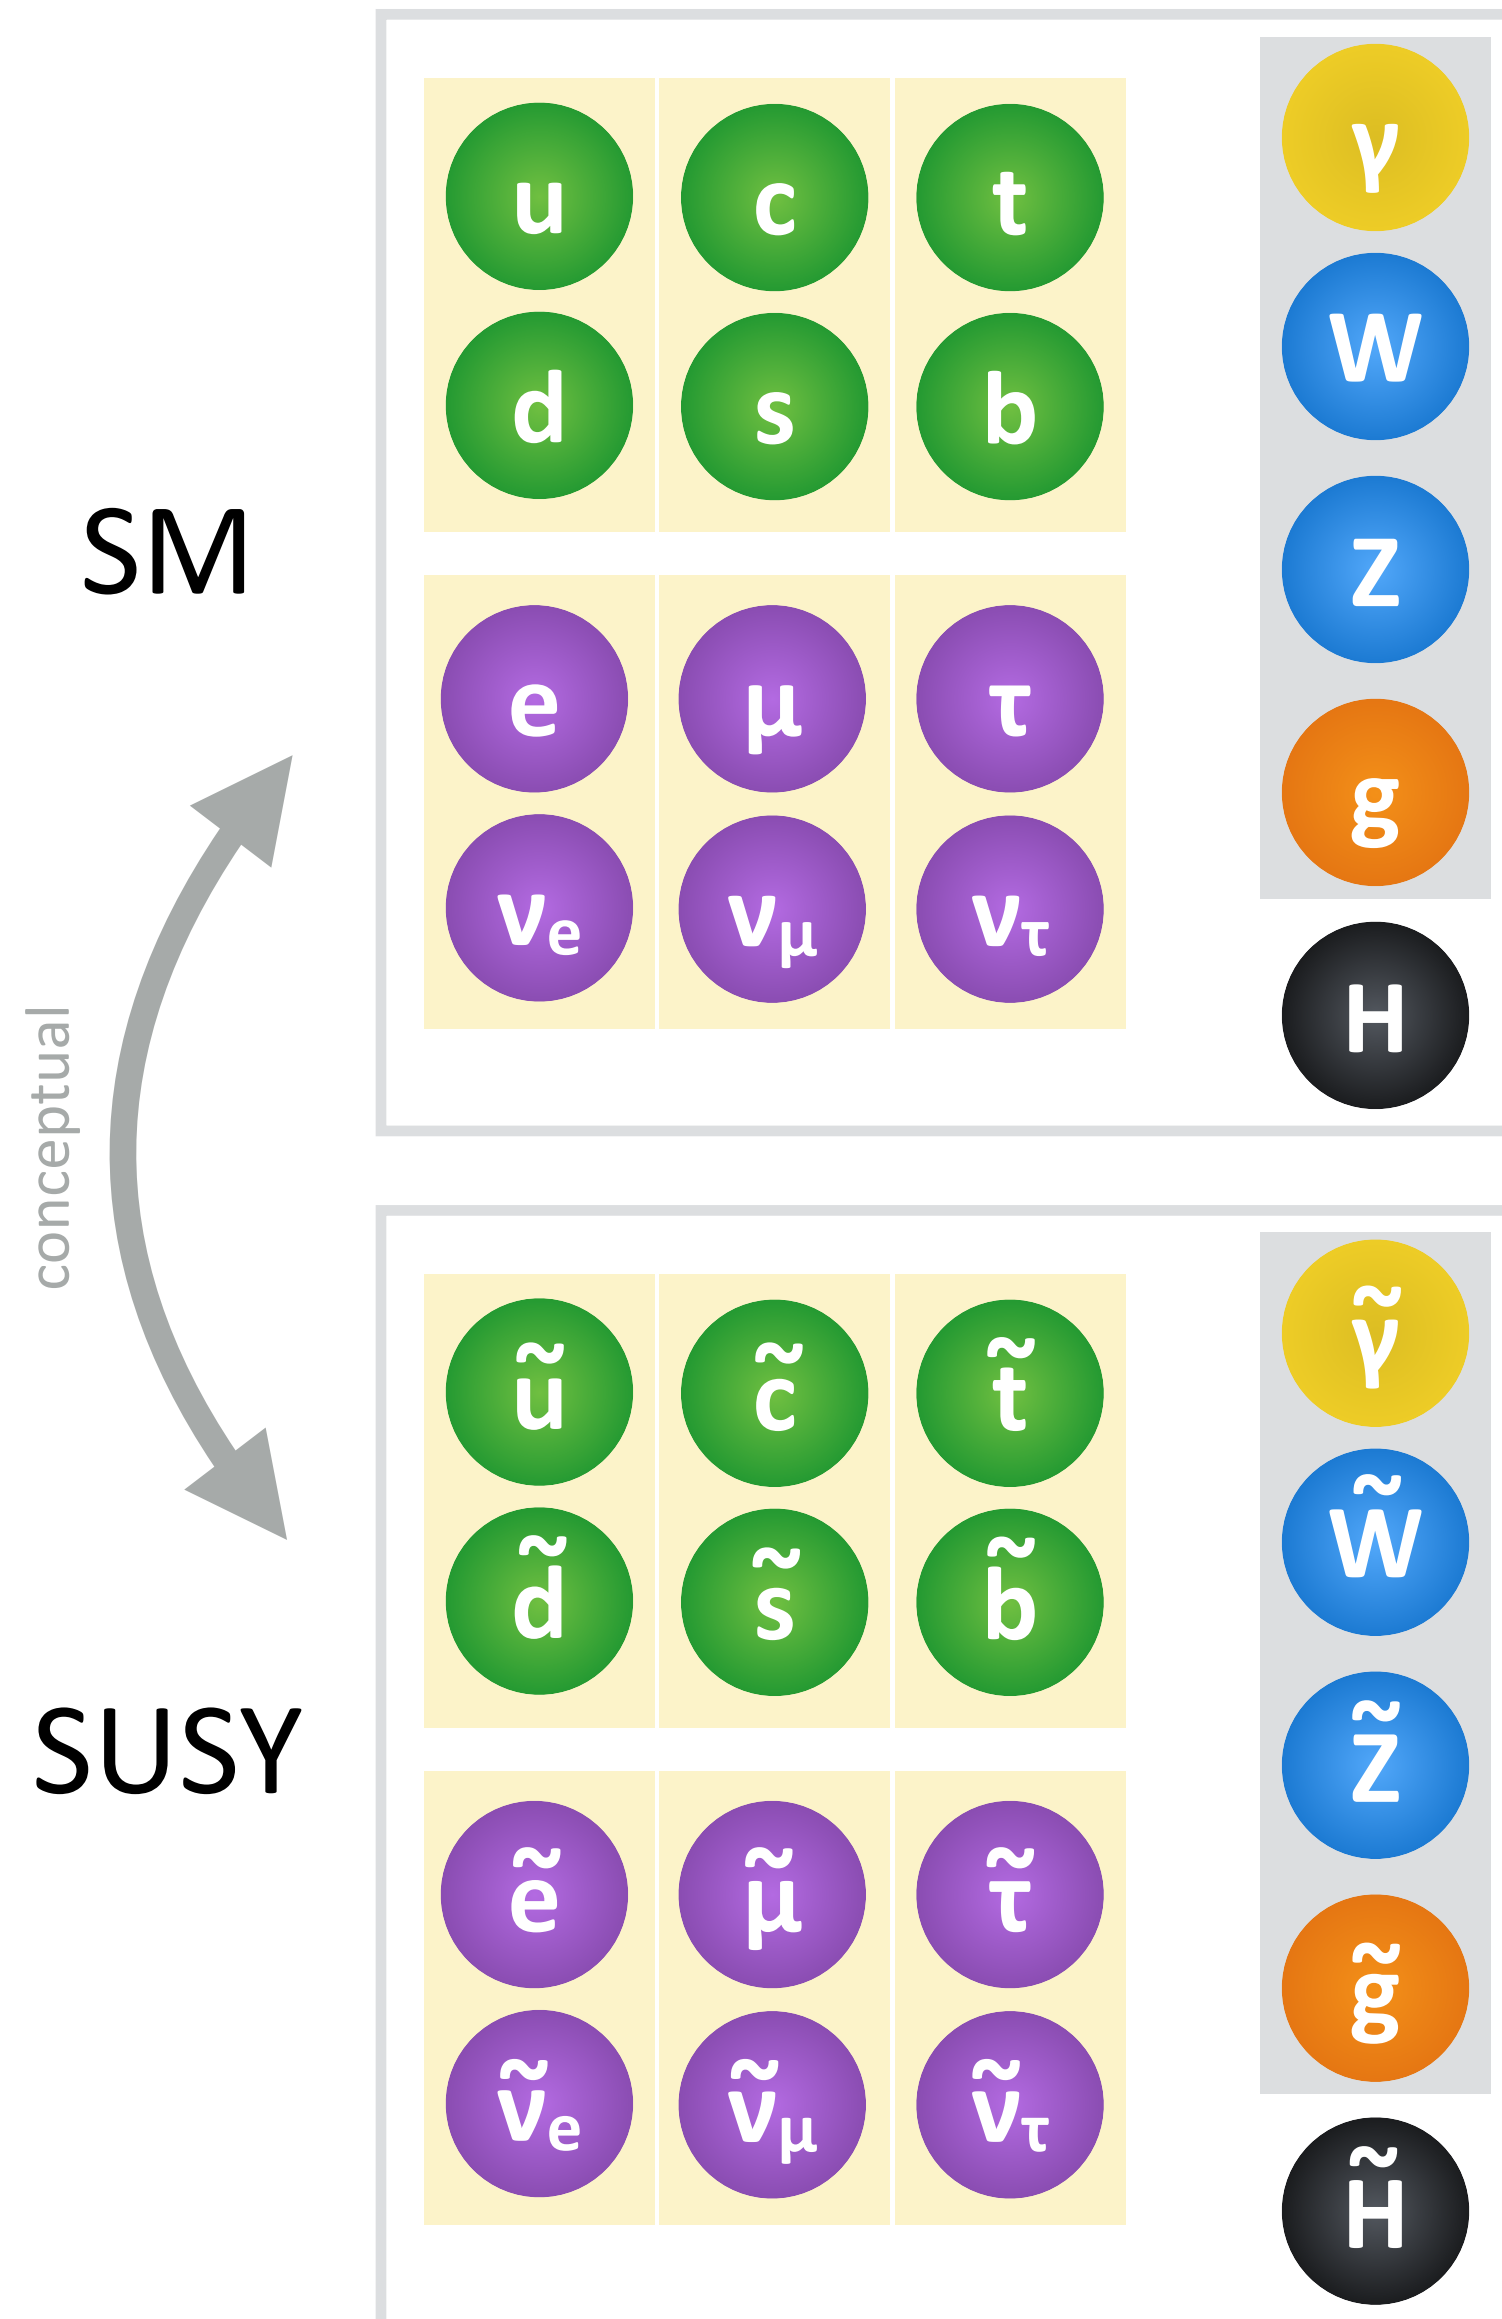 SM
u c t
d s b
e μ τ
νe νμ ντ
γ
W
Z
g
H
conceptual
SUSY
ũ c̃ t̃
d̃ s̃ b̃
ẽ μ̃ τ̃
ν̃e ν̃μ ν̃τ
γ̃
W̃
Z̃
g̃
H̃